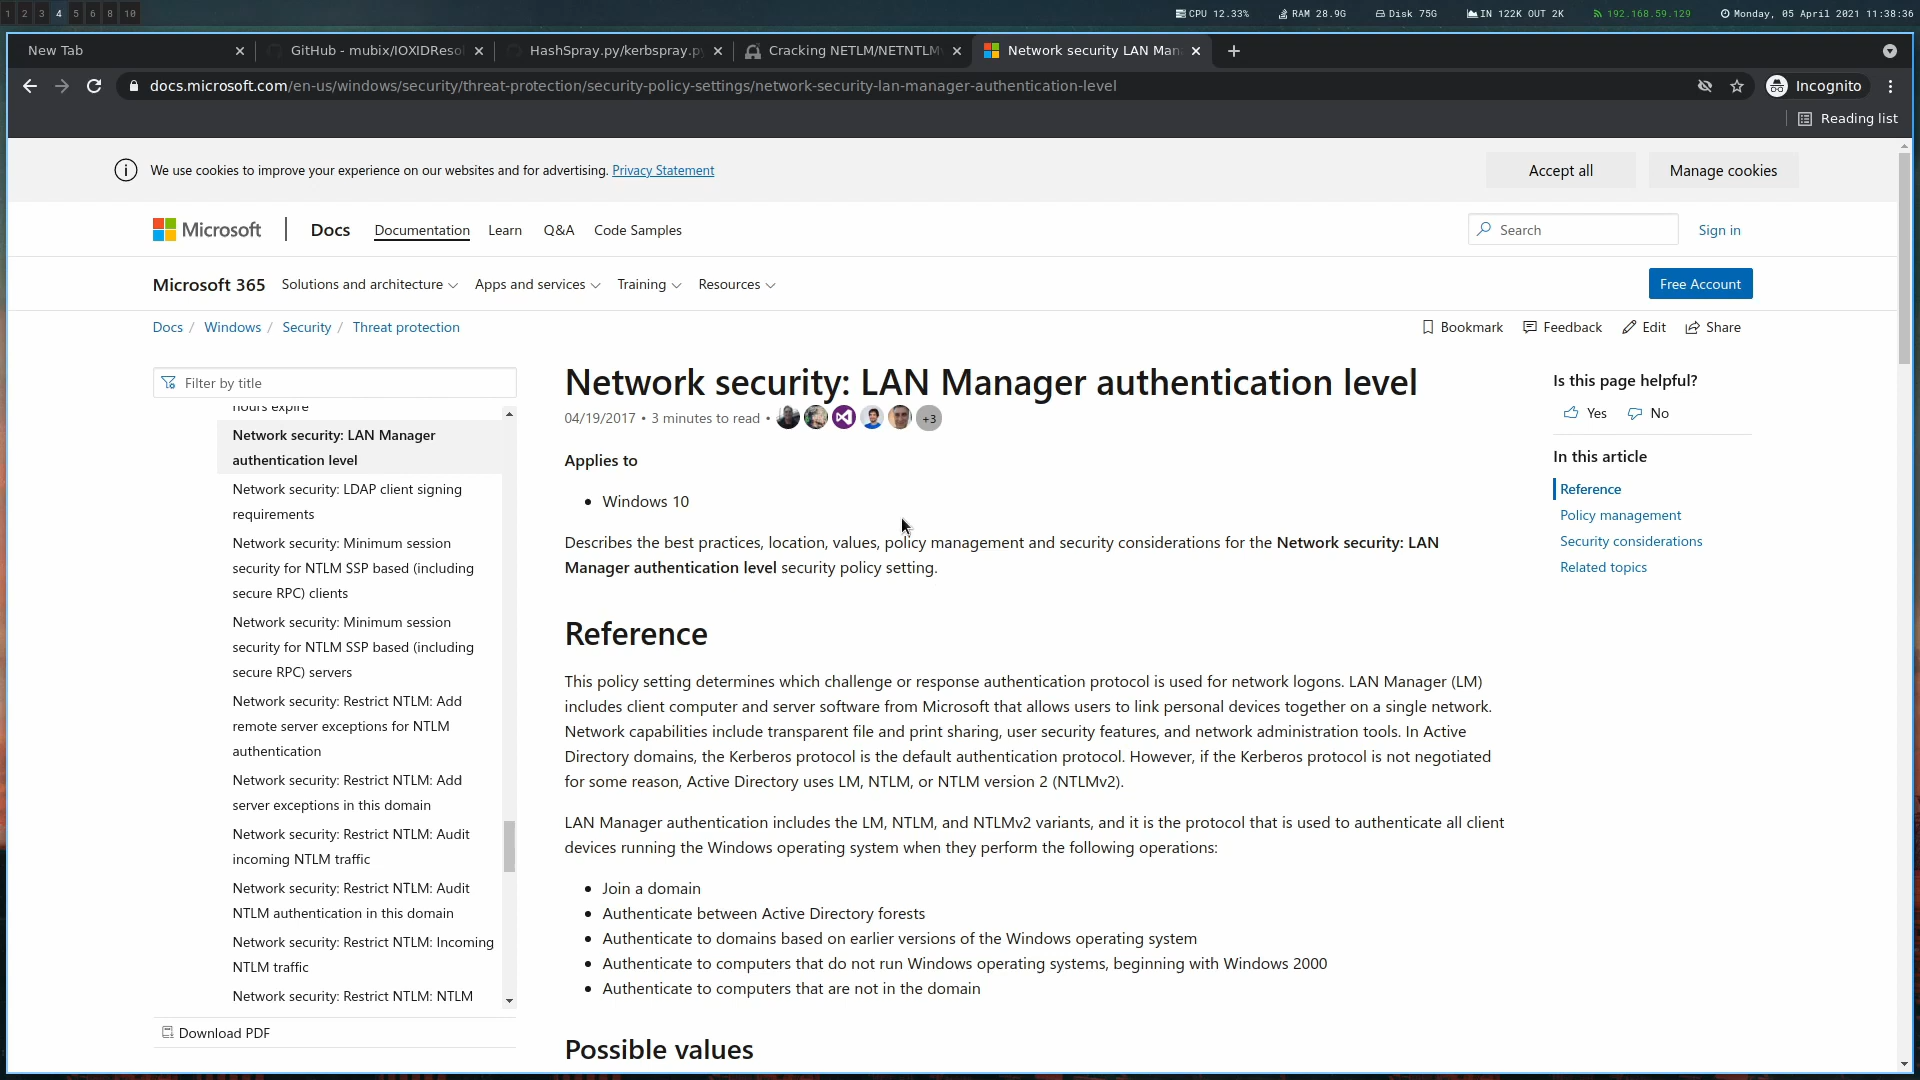 1 2 3 4 5 6 8 10
CPU 12.33% RAM 28.9G Disk 75G IN 122K OUT 2K 192.168.59.129 Monday, 05 April 2021 11:38:36
New Tab GitHub - mubix/IOXIDReso HashSpray.py/kerbspray.p Cracking NETLM/NETNTLM Network security LAN Man
docs.microsoft.com/en-us/windows/security/threat-protection/security-policy-settings/network-security-lan-manager-authentication-level Incognito
Reading list
We use cookies to improve your experience on our websites and for advertising. Privacy Statement Accept all Manage cookies
Microsoft Docs Documentation Learn Q&A Code Samples Search Sign in
Microsoft 365 Solutions and architecture Apps and services Training Resources Free Account
Docs / Windows / Security / Threat protection Bookmark Feedback Edit Share
Filter by title
hours expire
Network security: LAN Manager
authentication level
Network security: LDAP client signing
requirements
Network security: Minimum session
security for NTLM SSP based (including
secure RPC) clients
Network security: Minimum session
security for NTLM SSP based (including
secure RPC) servers
Network security: Restrict NTLM: Add
remote server exceptions for NTLM
authentication
Network security: Restrict NTLM: Add
server exceptions in this domain
Network security: Restrict NTLM: Audit
incoming NTLM traffic
Network security: Restrict NTLM: Audit
NTLM authentication in this domain
Network security: Restrict NTLM: Incoming
NTLM traffic
Network security: Restrict NTLM: NTLM
Download PDF
Network security: LAN Manager authentication level
04/19/2017 • 3 minutes to read • +3
Applies to
• Windows 10
Describes the best practices, location, values, policy management and security considerations for the Network security: LAN
Manager authentication level security policy setting.
Reference
This policy setting determines which challenge or response authentication protocol is used for network logons. LAN Manager (LM)
includes client computer and server software from Microsoft that allows users to link personal devices together on a single network.
Network capabilities include transparent file and print sharing, user security features, and network administration tools. In Active
Directory domains, the Kerberos protocol is the default authentication protocol. However, if the Kerberos protocol is not negotiated
for some reason, Active Directory uses LM, NTLM, or NTLM version 2 (NTLMv2).
LAN Manager authentication includes the LM, NTLM, and NTLMv2 variants, and it is the protocol that is used to authenticate all client
devices running the Windows operating system when they perform the following operations:
• Join a domain
• Authenticate between Active Directory forests
• Authenticate to domains based on earlier versions of the Windows operating system
• Authenticate to computers that do not run Windows operating systems, beginning with Windows 2000
• Authenticate to computers that are not in the domain
Possible values
Is this page helpful?
Yes No
In this article
Reference
Policy management
Security considerations
Related topics